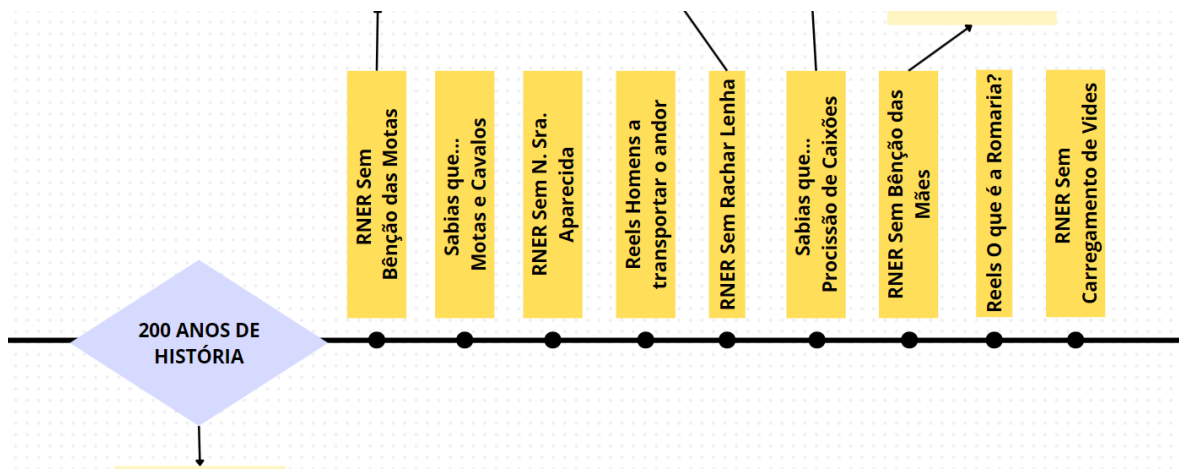 200 ANOS DE
HISTÓRIA
RNER Sem
Bênção das Motas
Sabias que...
Motas e Cavalos
RNER Sem N. Sra.
Aparecida
Reels Homens a
transportar o andor
RNER Sem Rachar Lenha
Sabias que...
Procissão de Caixões
RNER Sem Bênção das
Mães
Reels O que é a Romaria?
RNER Sem
Carregamento de Vides